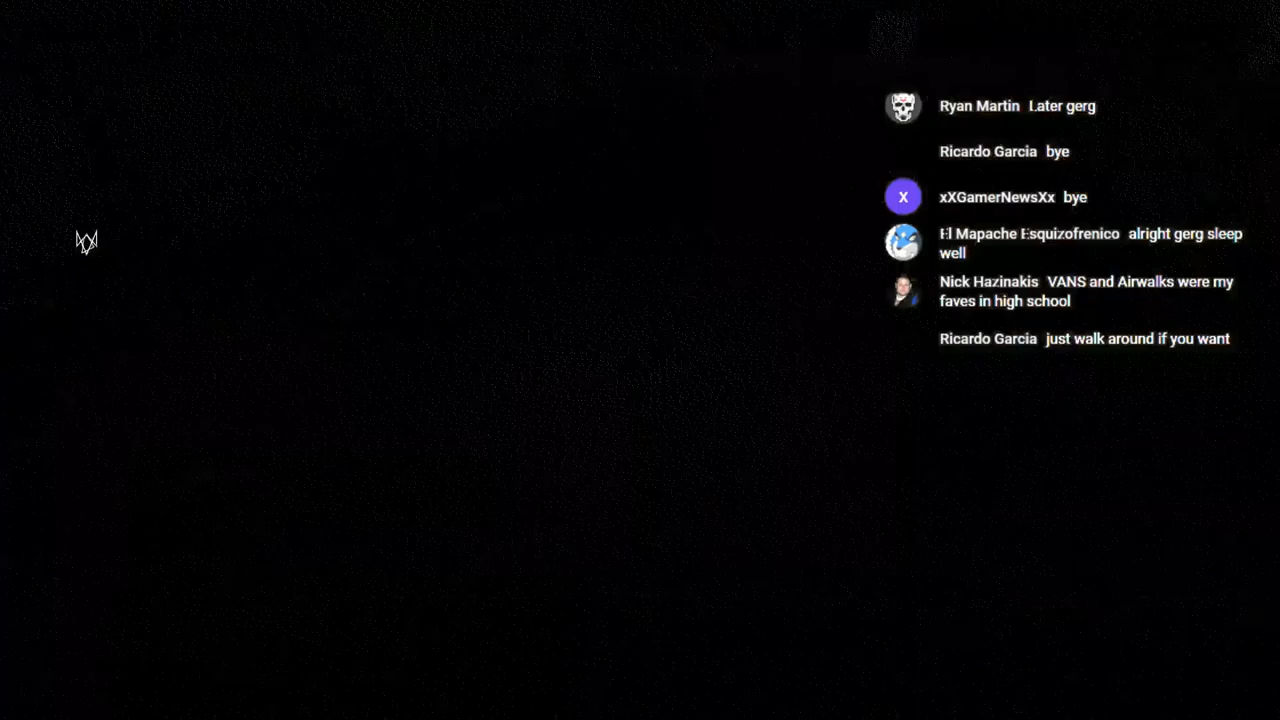 Ryan Martin Later gerg
Ricardo Garcia bye
X xXGamerNewsXx bye
El Mapache Esquizofrenico alright gerg sleep
well
Nick Hazinakis VANS and Airwalks were my
faves in high school
Ricardo Garcia just walk around if you want